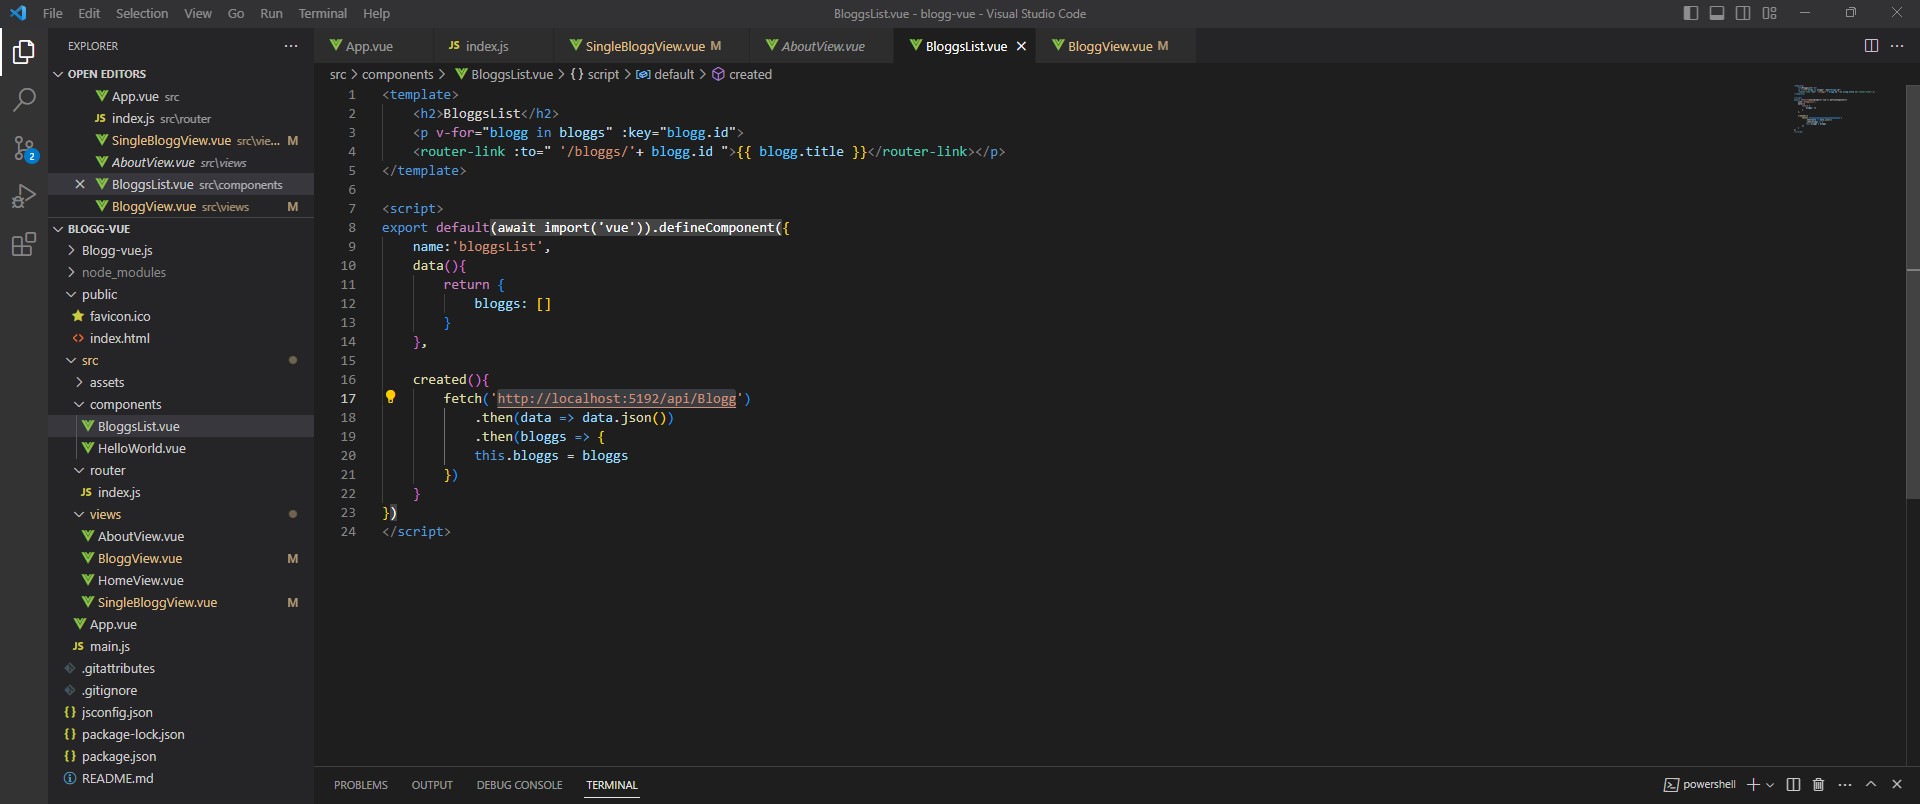 File Edit Selection View Go Run Terminal Help
BloggsList.vue - blogg-vue - Visual Studio Code
EXPLORER
OPEN EDITORS
App.vue src
JS index.js src\router
SingleBloggView.vue src\vie... M
AboutView.vue src\views
BloggsList.vue src\components
BloggView.vue src\views M
BLOGG-VUE
Blogg-vue.js
node_modules
public
favicon.ico
index.html
src
assets
components
BloggsList.vue
HelloWorld.vue
router
JS index.js
views
AboutView.vue
BloggView.vue M
HomeView.vue
SingleBloggView.vue M
App.vue
JS main.js
.gitattributes
.gitignore
{} jsconfig.json
{} package-lock.json
{} package.json
README.md
2
App.vue
JS index.js
SingleBloggView.vue M
AboutView.vue
BloggsList.vue
BloggView.vue M
src > components > BloggsList.vue > {} script > default > created
1 <template>
2 <h2>BloggsList</h2>
3 <p v-for="blogg in bloggs" :key="blogg.id">
4 <router-link :to=" '/bloggs/'+ blogg.id ">{{ blogg.title }}</router-link></p>
5 </template>
6
7 <script>
8 export default(await import('vue')).defineComponent({
9 name:'bloggsList',
10 data(){
11 return {
12 bloggs: []
13 }
14 },
15
16 created(){
17 fetch('http://localhost:5192/api/Blogg')
18 .then(data => data.json())
19 .then(bloggs => {
20 this.bloggs = bloggs
21 })
22 }
23 })
24 </script>
PROBLEMS OUTPUT DEBUG CONSOLE TERMINAL
powershell